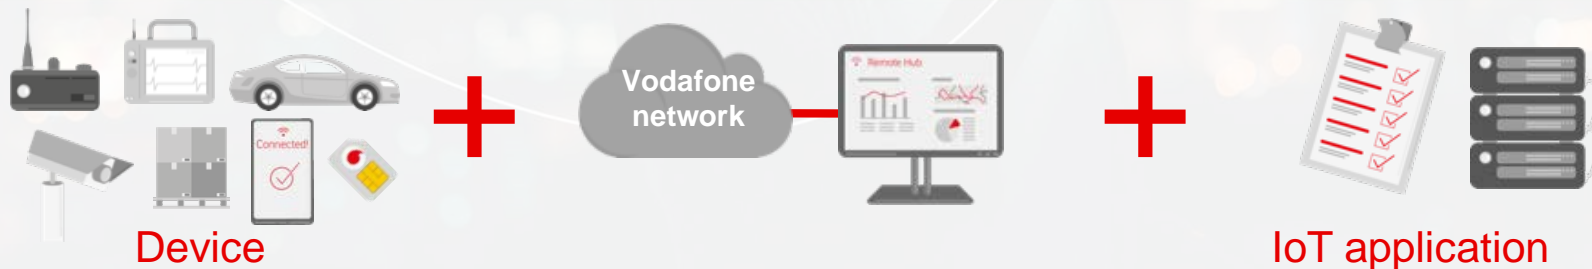 Connected!
Vodafone
network
Remote Hub
Device
IoT application